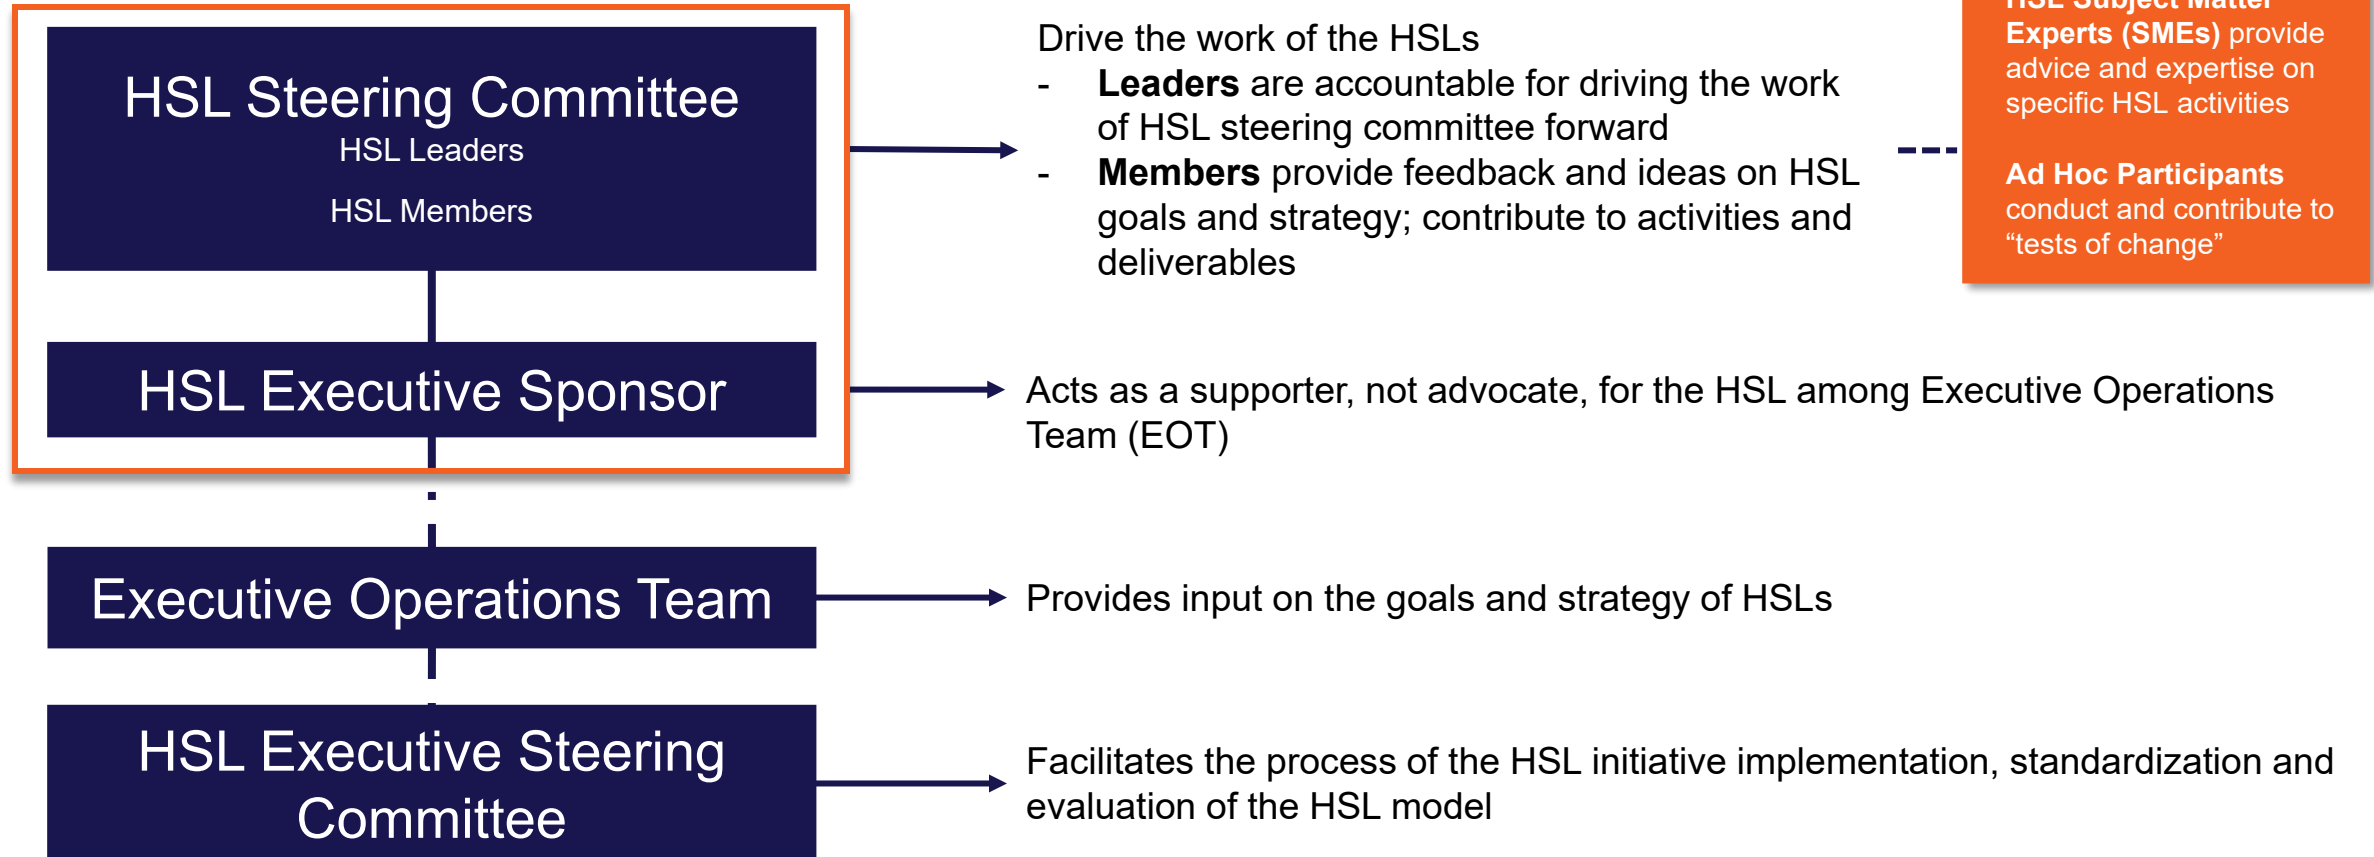 HSL Steering Committee
HSL Leaders
HSL Members
Drive the work of the HSLs
- Leaders are accountable for driving the work
of HSL steering committee forward
- Members provide feedback and ideas on HSL
goals and strategy; contribute to activities and
deliverables
HSL Subject Matter
Experts (SMEs) provide
advice and expertise on
specific HSL activities
Ad Hoc Participants
conduct and contribute to
“tests of change”
HSL Executive Sponsor
Acts as a supporter, not advocate, for the HSL among Executive Operations
Team (EOT)
Executive Operations Team
Provides input on the goals and strategy of HSLs
HSL Executive Steering
Committee
Facilitates the process of the HSL initiative implementation, standardization and
evaluation of the HSL model